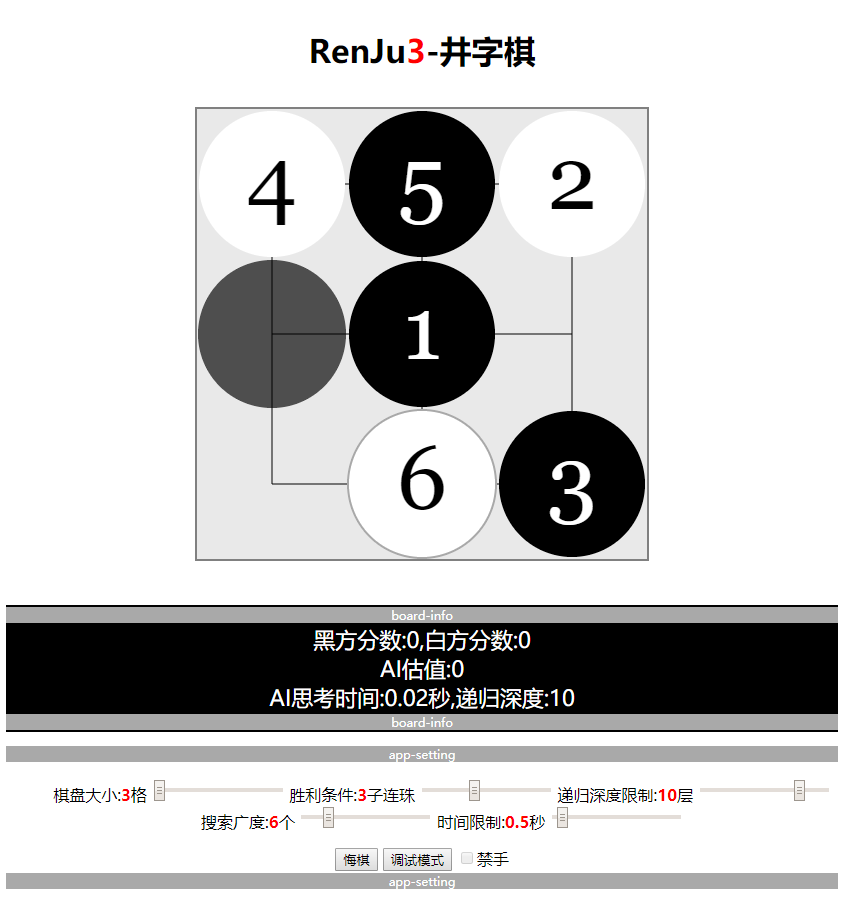 RenJu3-井字棋
4 5 2
1
6 3
board-info
黑方分数:0,白方分数:0
AI估值:0
AI思考时间:0.02秒,递归深度:10
board-info
app-setting
棋盘大小:3格 胜利条件:3子连珠 递归深度限制:10层
搜索广度:6个 时间限制:0.5秒
悔棋 调试模式 禁手
app-setting